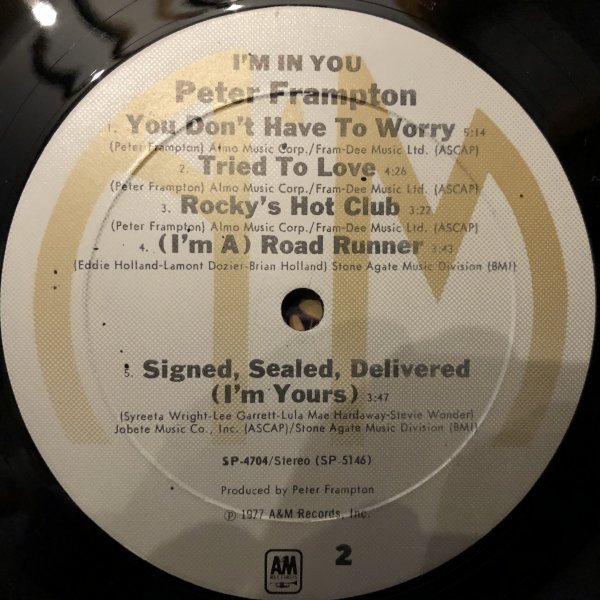 I'M IN YOU
Peter Frampton
1. You Don't Have To Worry 5:14
(Peter Frampton) Almo Music Corp./Fram-Dee Music Ltd. (ASCAP)
2. Tried To Love 4:26
(Peter Frampton) Almo Music Corp./Fram-Dee Music Ltd. (ASCAP)
3. Rocky's Hot Club 3:22
(Peter Frampton) Almo Music Corp./Fram-Dee Music Ltd. (ASCAP)
4. (I'm A) Road Runner 3:43
(Eddie Holland-Lamont Dozier-Brian Holland) Stone Agate Music Division (BMI)
5. Signed, Sealed, Delivered
(I'm Yours) 3:47
(Syreeta Wright-Lee Garrett-Lula Mae Hardaway-Stevie Wonder)
Jobete Music Co., Inc. (ASCAP)/Stone Agate Music Division (BMI)
SP-4704/Stereo (SP-5146)
Produced by Peter Frampton
℗ 1977 A&M Records, Inc.
AM
RECORDS
2